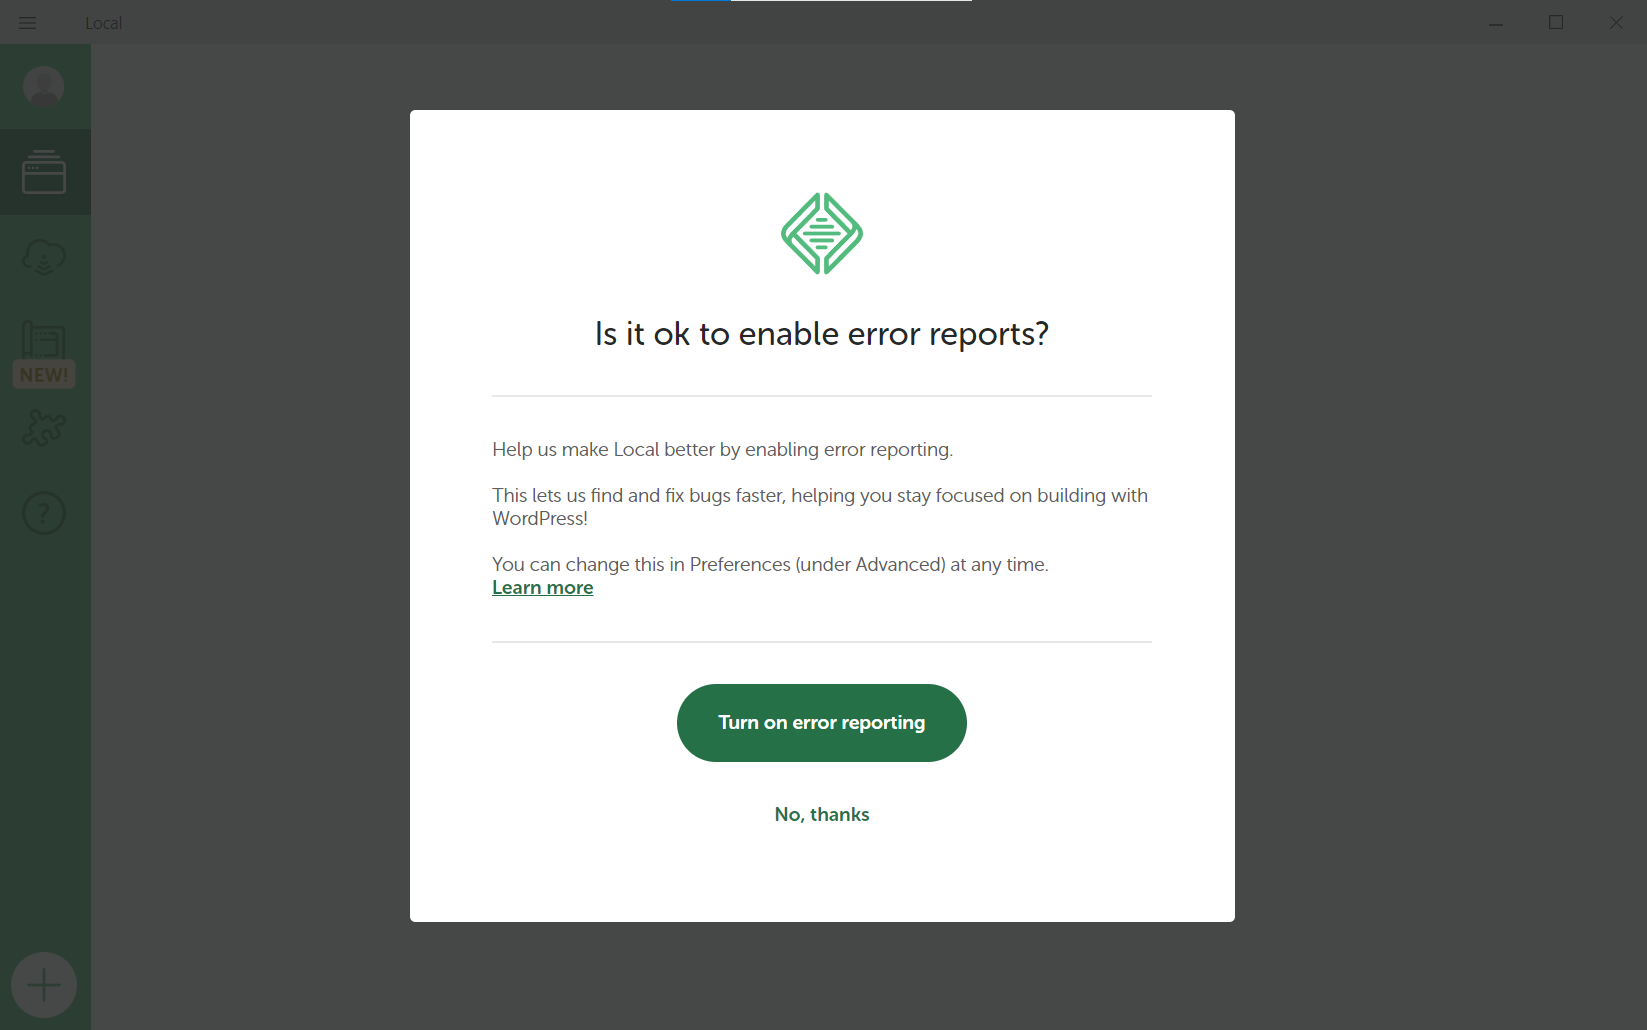 Local
NEW!
?
Is it ok to enable error reports?
Help us make Local better by enabling error reporting.
This lets us find and fix bugs faster, helping you stay focused on building with
WordPress!
You can change this in Preferences (under Advanced) at any time.
Learn more
Turn on error reporting
No, thanks